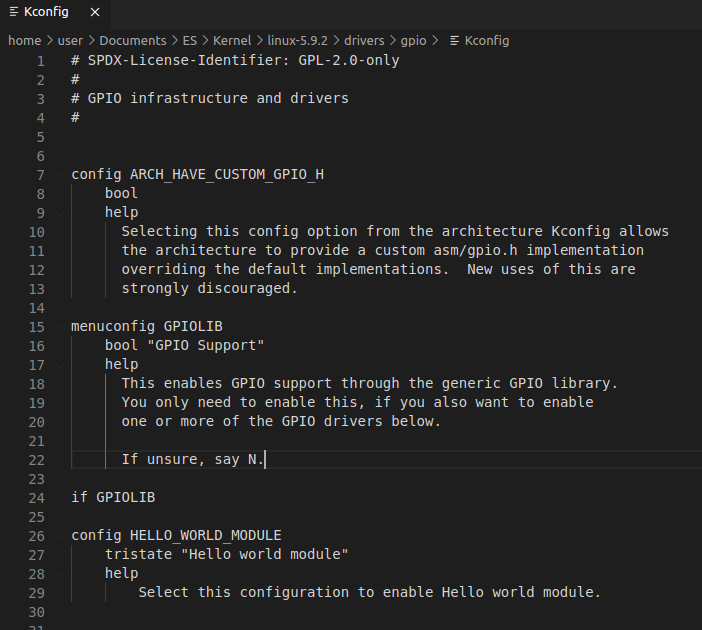 Kconfig
home > user > Documents > ES > Kernel > linux-5.9.2 > drivers > gpio > Kconfig
1 # SPDX-License-Identifier: GPL-2.0-only
2 #
3 # GPIO infrastructure and drivers
4 #
5
6
7 config ARCH_HAVE_CUSTOM_GPIO_H
8 bool
9 help
10 Selecting this config option from the architecture Kconfig allows
11 the architecture to provide a custom asm/gpio.h implementation
12 overriding the default implementations.  New uses of this are
13 strongly discouraged.
14
15 menuconfig GPIOLIB
16 bool "GPIO Support"
17 help
18 This enables GPIO support through the generic GPIO library.
19 You only need to enable this, if you also want to enable
20 one or more of the GPIO drivers below.
21
22 If unsure, say N.
23
24 if GPIOLIB
25
26 config HELLO_WORLD_MODULE
27 tristate "Hello world module"
28 help
29 Select this configuration to enable Hello world module.
30
31